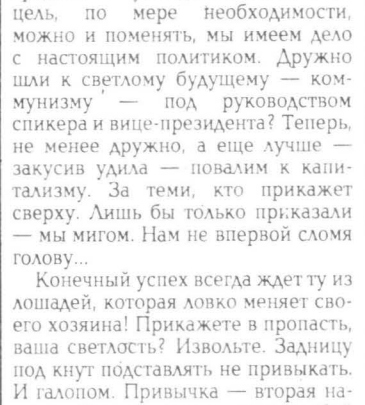 цель, по мере необходимости,
можно и поменять, мы имеем дело
с настоящим политиком. Дружно
шли к светлому будущему — ком-
мунизму — под руководством
спикера и вице-президента? Теперь,
не менее дружно, а еще лучше —
закусив удила — повалим к капи-
тализму. За теми, кто прикажет
сверху. Лишь бы только приказали
— мы мигом. Нам не впервой сломя
голову...
Конечный успех всегда ждет ту из
лошадей, которая ловко меняет сво-
его хозяина! Прикажете в пропасть,
ваша светлость? Извольте. Задницу
под кнут подставлять не привыкать.
И галопом. Привычка — вторая на-